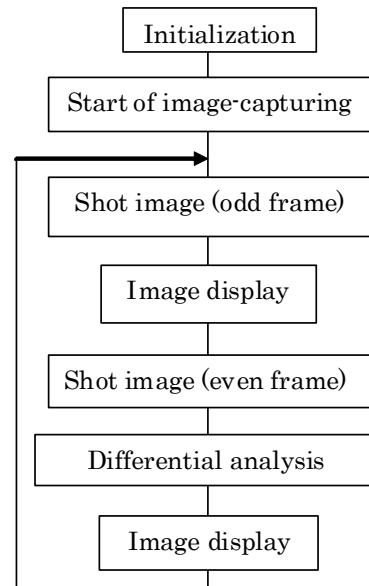 Initialization
Start of image-capturing
Shot image (odd frame)
Image display
Shot image (even frame)
Differential analysis
Image display